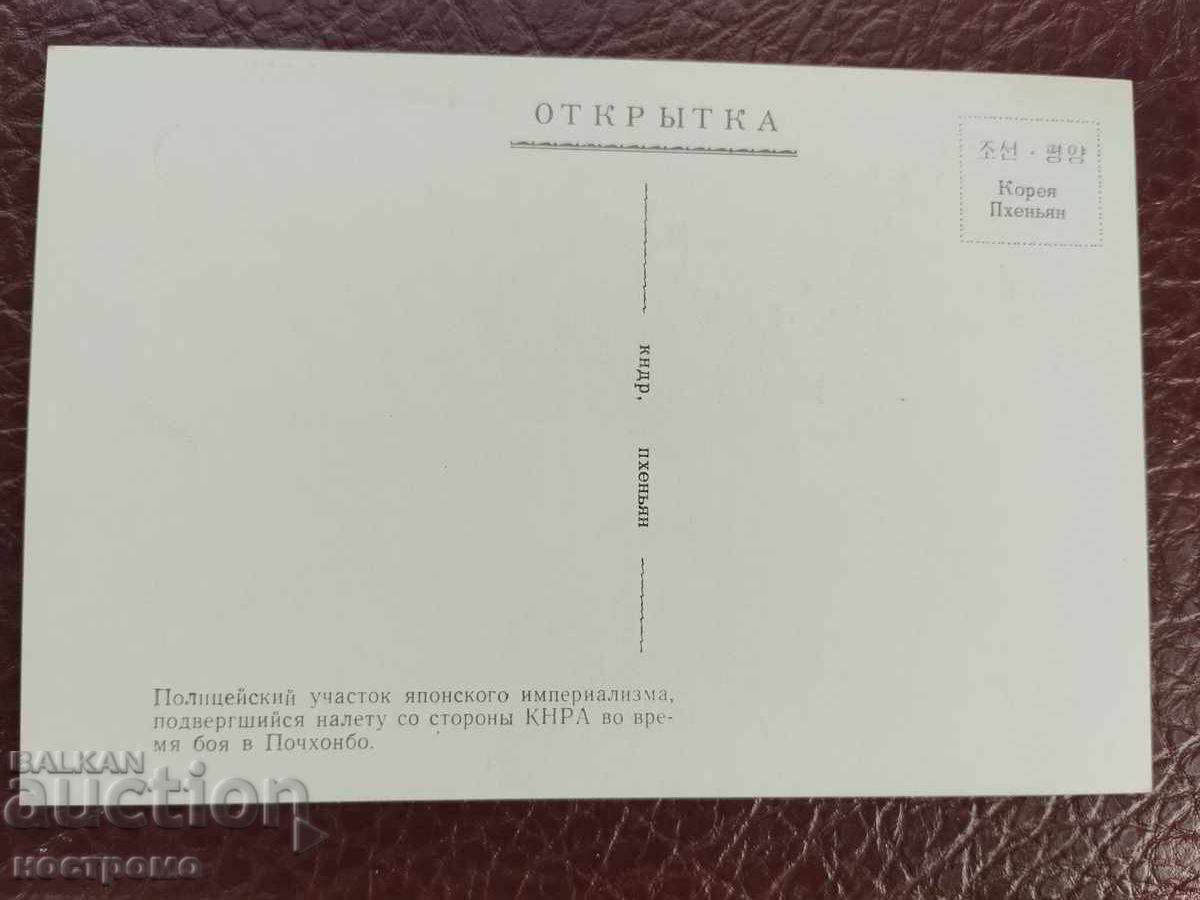 ОТКРЫТКА
조선 · 평양
Корея
Пхеньян
кндр, пхеньян
Полицейский участок японского империализма,
подвергшийся налету со стороны КНРА во вре-
мя боя в Почхонбо.
BALKAN
auction
ностромо